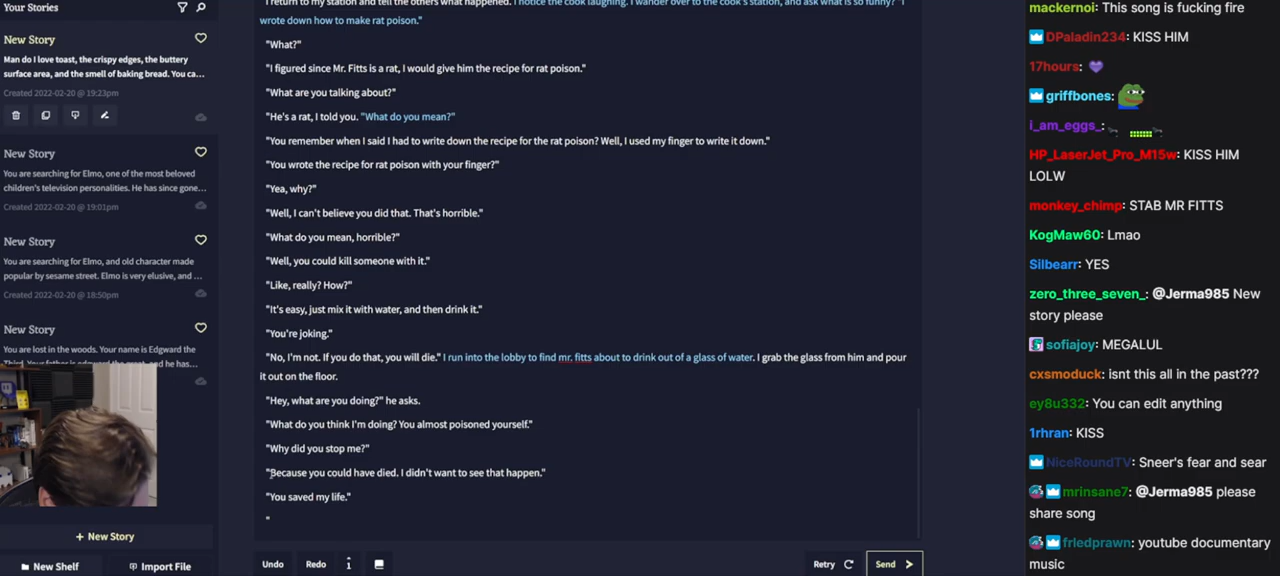 Your Stories
New Story
Man do I love toast, the crispy edges, the buttery
surface area, and the smell of baking bread. You ca...
Created 2022-02-20 @ 19:23pm
New Story
You are searching for Elmo, one of the most beloved
children's television personalities. He has since gone...
Created 2022-02-20 @ 19:01pm
New Story
You are searching for Elmo, and old character made
popular by sesame street. Elmo is very elusive, and ...
Created 2022-02-20 @ 18:50pm
New Story
You are lost in the woods. Your name is Edgward the
Third. Your father is edgward the great, and he has...
+ New Story
New Shelf
Import File
I return to my station and tell the others what happened. I notice the cook laughing. I wander over to the cook's station, and ask what is so funny? "I
wrote down how to make rat poison."
"What?"
"I figured since Mr. Fitts is a rat, I would give him the recipe for rat poison."
"What are you talking about?"
"He's a rat, I told you. "What do you mean?"
"You remember when I said I had to write down the recipe for the rat poison? Well, I used my finger to write it down."
"You wrote the recipe for rat poison with your finger?"
"Yea, why?"
"Well, I can't believe you did that. That's horrible."
"What do you mean, horrible?"
"Well, you could kill someone with it."
"Like, really? How?"
"It's easy, just mix it with water, and then drink it."
"You're joking."
"No, I'm not. If you do that, you will die." I run into the lobby to find mr. fitts about to drink out of a glass of water. I grab the glass from him and pour
it out on the floor.
"Hey, what are you doing?" he asks.
"What do you think I'm doing? You almost poisoned yourself."
"Why did you stop me?"
"Because you could have died. I didn't want to see that happen."
"You saved my life."
"
Undo
Redo
Retry
Send
mackernoi: This song is fucking fire
DPaladin234: KISS HIM
17hours:
griffbones:
i_am_eggs_:
HP_LaserJet_Pro_M15w: KISS HIM
LOLW
monkey_chimp: STAB MR FITTS
KogMaw60: Lmao
Silbearr: YES
zero_three_seven_: @Jerma985 New
story please
sofiajoy: MEGALUL
cxsmoduck: isnt this all in the past???
ey8u332: You can edit anything
1rhran: KISS
NiceRoundTV: Sneer's fear and sear
mrinsane7: @Jerma985 please
share song
friedprawn: youtube documentary
music